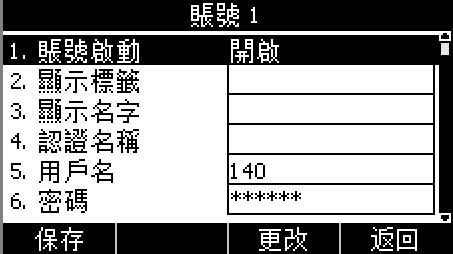 賬號 1
1. 賬號啟動 開啟
2. 顯示標籤
3. 顯示名字
4. 認證名稱
5. 用戶名 140
6. 密碼 ******
保存 更改 返回